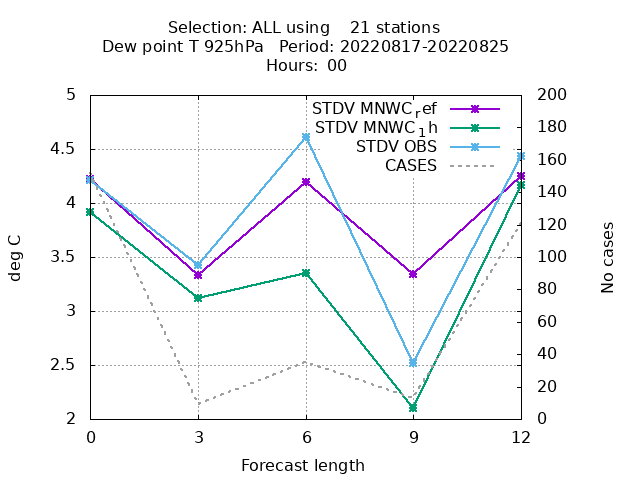 Selection: ALL using    21 stations
Dew point T 925hPa   Period: 20220817-20220825
Hours:  00
STDV MNWC_ref
STDV MNWC_1h
STDV OBS
CASES
5
4.5
4
3.5
3
2.5
2
deg C
200
180
160
140
120
100
80
60
40
20
0
No cases
0 3 6 9 12
Forecast length